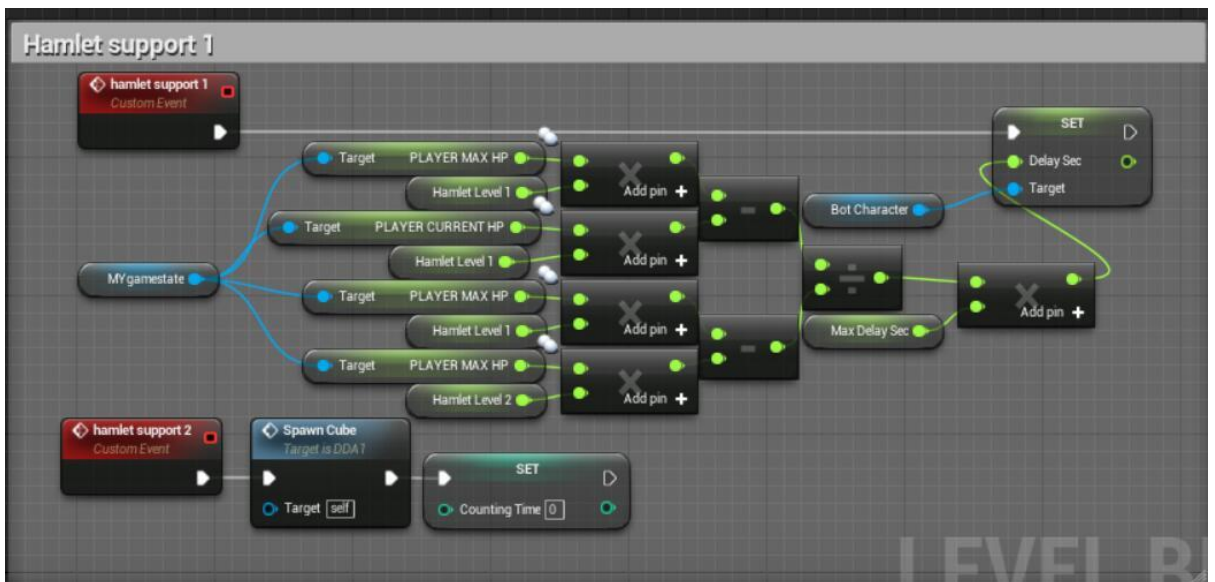 Hamlet support 1
hamlet support 1
Custom Event
SET
Delay Sec
Target
Target PLAYER MAX HP
Hamlet Level 1
Add pin +
Target PLAYER CURRENT HP
Hamlet Level 1
Add pin +
Bot Character
MYgamestate
Target PLAYER MAX HP
Hamlet Level 1
Add pin +
Max Delay Sec
Add pin +
Target PLAYER MAX HP
Hamlet Level 2
Add pin +
hamlet support 2
Custom Event
Spawn Cube
Target is DDA1
Target self
SET
Counting Time 0
LEVEL